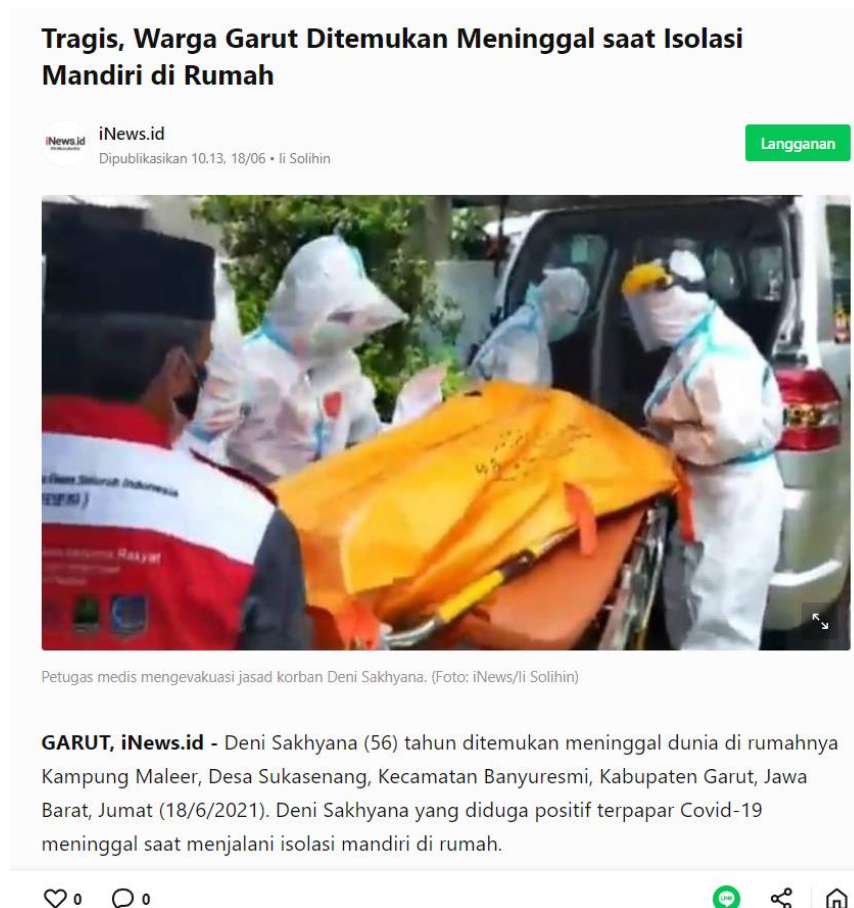 Tragis, Warga Garut Ditemukan Meninggal saat Isolasi
Mandiri di Rumah
iNews.id
iNews.id
Dipublikasikan 10.13, 18/06 • Ii Solihin
Langganan
Seluruh Indonesia
Rakyat
Petugas medis mengevakuasi jasad korban Deni Sakhyana. (Foto: iNews/Ii Solihin)
GARUT, iNews.id - Deni Sakhyana (56) tahun ditemukan meninggal dunia di rumahnya
Kampung Maleer, Desa Sukasenang, Kecamatan Banyuresmi, Kabupaten Garut, Jawa
Barat, Jumat (18/6/2021). Deni Sakhyana yang diduga positif terpapar Covid-19
meninggal saat menjalani isolasi mandiri di rumah.
0 0
LINE